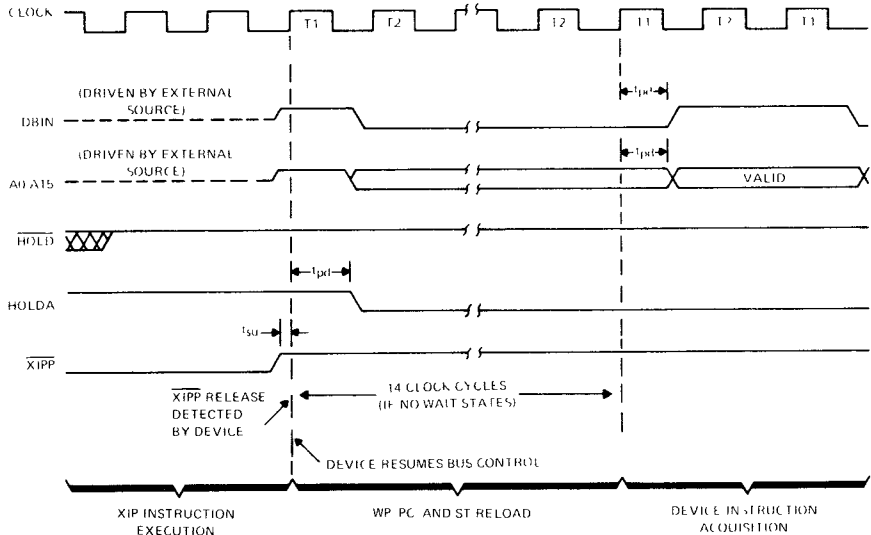 CLOCK
T1 T2 T2 T1 T2 T1
(DRIVEN BY EXTERNAL
SOURCE)
DBIN
tpd
(DRIVEN BY EXTERNAL
SOURCE)
A0 A15
tpd
VALID
HOLD
tpd
HOLDA
tsu
XIPP
14 CLOCK CYCLES
(IF NO WAIT STATES)
XIPP RELEASE
DETECTED
BY DEVICE
DEVICE RESUMES BUS CONTROL
XIP INSTRUCTION
EXECUTION
WP PC AND ST RELOAD
DEVICE INSTRUCTION
ACQUISITION